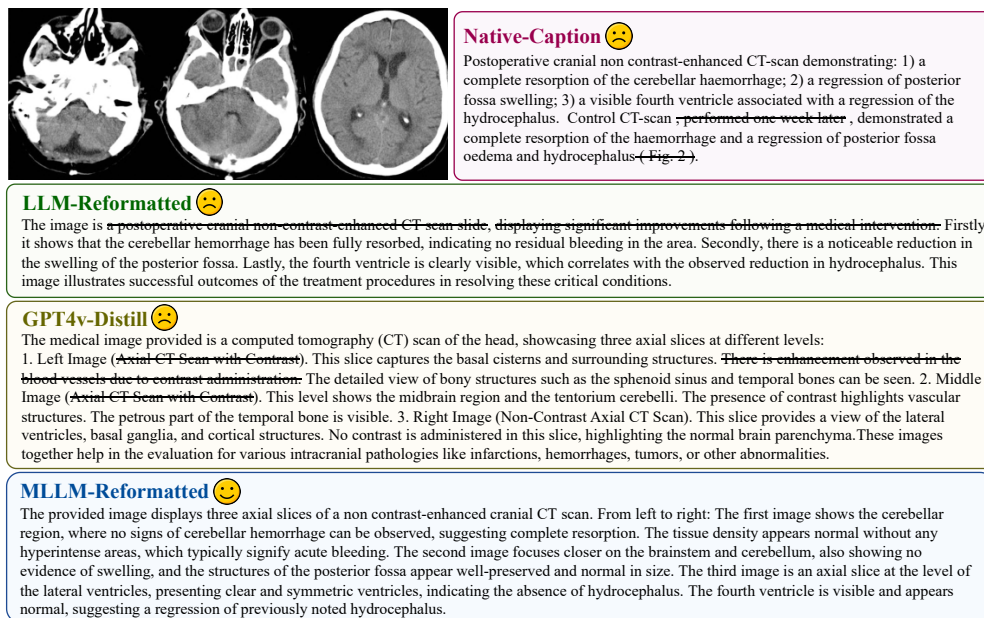 Native-Caption
Postoperative cranial non contrast-enhanced CT-scan demonstrating: 1) a
complete resorption of the cerebellar haemorrhage; 2) a regression of posterior
fossa swelling; 3) a visible fourth ventricle associated with a regression of the
hydrocephalus. Control CT-scan , performed one week later , demonstrated a
complete resorption of the haemorrhage and a regression of posterior fossa
oedema and hydrocephalus ( Fig. 2 ).
LLM-Reformatted
The image is a postoperative cranial non-contrast-enhanced CT scan slide, displaying significant improvements following a medical intervention. Firstly
it shows that the cerebellar hemorrhage has been fully resorbed, indicating no residual bleeding in the area. Secondly, there is a noticeable reduction in
the swelling of the posterior fossa. Lastly, the fourth ventricle is clearly visible, which correlates with the observed reduction in hydrocephalus. This
image illustrates successful outcomes of the treatment procedures in resolving these critical conditions.
GPT4v-Distill
The medical image provided is a computed tomography (CT) scan of the head, showcasing three axial slices at different levels:
1. Left Image (Axial CT Scan with Contrast). This slice captures the basal cisterns and surrounding structures. There is enhancement observed in the
blood vessels due to contrast administration. The detailed view of bony structures such as the sphenoid sinus and temporal bones can be seen. 2. Middle
Image (Axial CT Scan with Contrast). This level shows the midbrain region and the tentorium cerebelli. The presence of contrast highlights vascular
structures. The petrous part of the temporal bone is visible. 3. Right Image (Non-Contrast Axial CT Scan). This slice provides a view of the lateral
ventricles, basal ganglia, and cortical structures. No contrast is administered in this slice, highlighting the normal brain parenchyma.These images
together help in the evaluation for various intracranial pathologies like infarctions, hemorrhages, tumors, or other abnormalities.
MLLM-Reformatted
The provided image displays three axial slices of a non contrast-enhanced cranial CT scan. From left to right: The first image shows the cerebellar
region, where no signs of cerebellar hemorrhage can be observed, suggesting complete resorption. The tissue density appears normal without any
hyperintense areas, which typically signify acute bleeding. The second image focuses closer on the brainstem and cerebellum, also showing no
evidence of swelling, and the structures of the posterior fossa appear well-preserved and normal in size. The third image is an axial slice at the level of
the lateral ventricles, presenting clear and symmetric ventricles, indicating the absence of hydrocephalus. The fourth ventricle is visible and appears
normal, suggesting a regression of previously noted hydrocephalus.